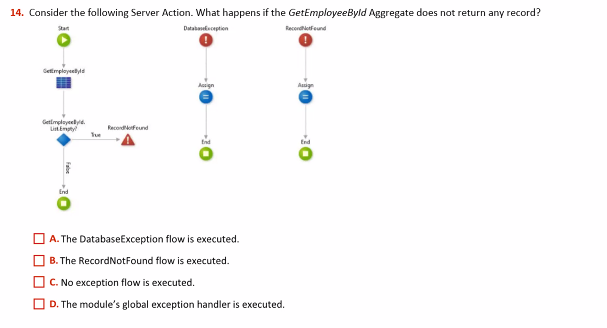 14. Consider the following Server Action. What happens if the GetEmployeeById Aggregate does not return any record?
Start
DatabaseException
RecordNotFound
GetEmployeeById
Assign
Assign
GetEmployeeById.
List.Empty?
True
RecordNotFound
End
End
False
End
A. The DatabaseException flow is executed.
B. The RecordNotFound flow is executed.
C. No exception flow is executed.
D. The module's global exception handler is executed.